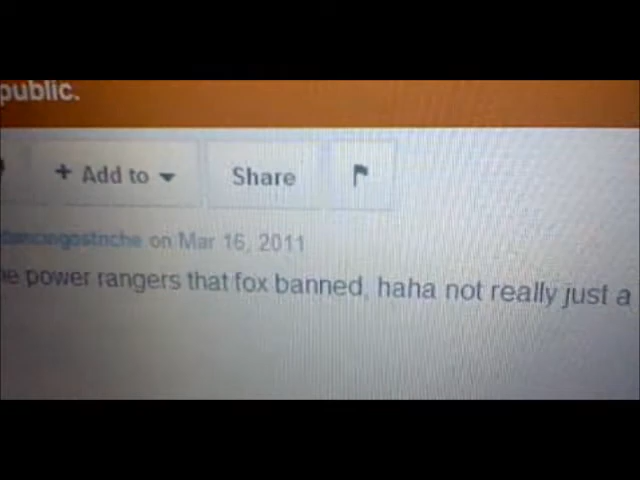 public.
+ Add to
Share
on Mar 16, 2011
e power rangers that fox banned, haha not really just a